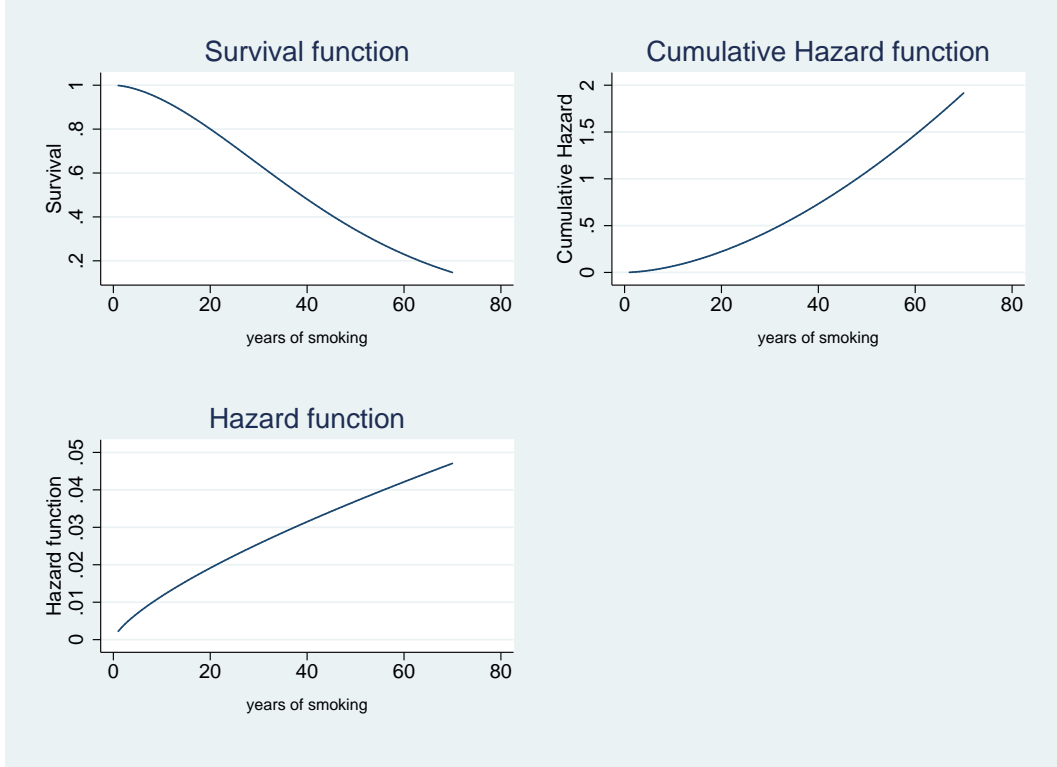 Survival function
Survival
1
.8
.6
.4
.2
0 20 40 60 80
years of smoking
Cumulative Hazard function
Cumulative Hazard
2
1.5
1
.5
0
0 20 40 60 80
years of smoking
Hazard function
Hazard function
.05
.04
.03
.02
.01
0
0 20 40 60 80
years of smoking